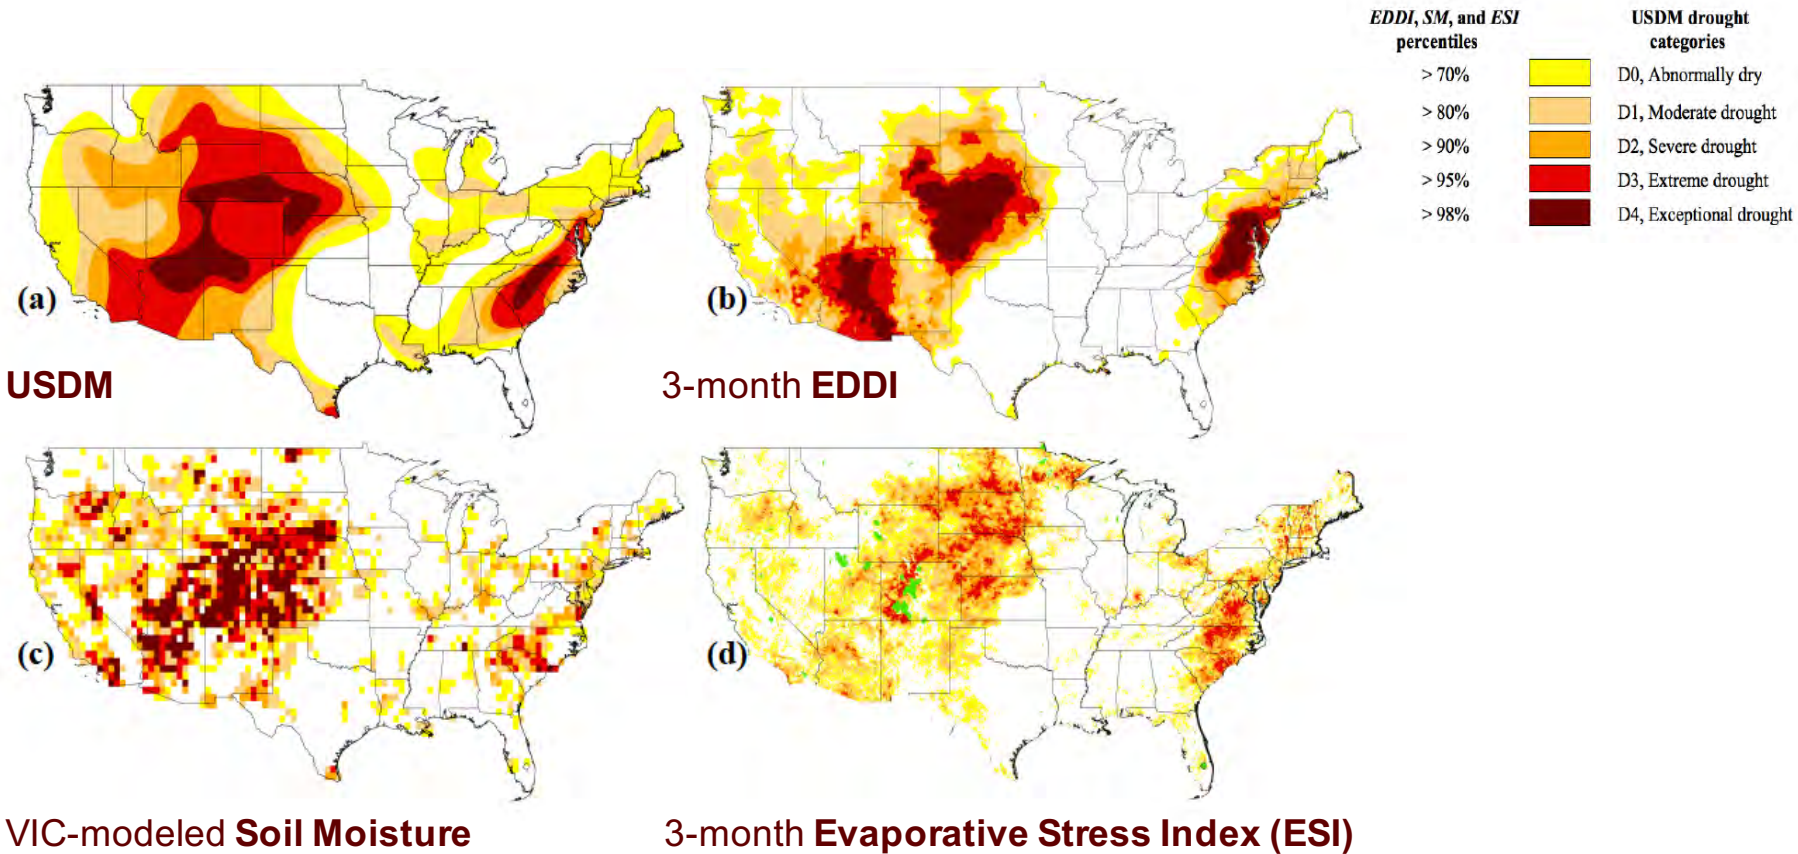 EDDI, SM, and ESI
percentiles
USDM drought
categories
> 70%
D0, Abnormally dry
> 80%
D1, Moderate drought
> 90%
D2, Severe drought
> 95%
D3, Extreme drought
> 98%
D4, Exceptional drought
(a)
(b)
USDM
3-month EDDI
(c)
(d)
VIC-modeled Soil Moisture
3-month Evaporative Stress Index (ESI)